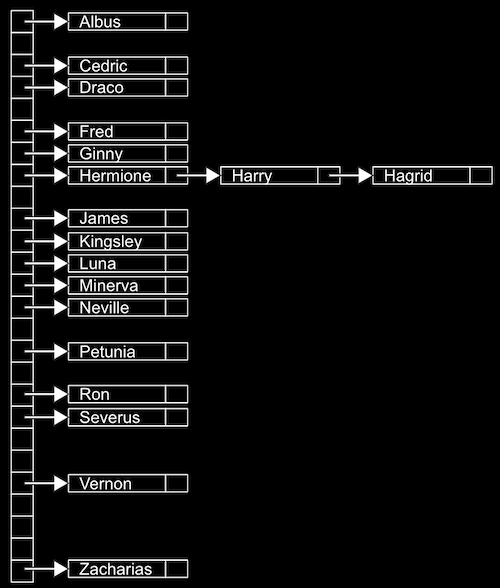 Albus
Cedric
Draco
Fred
Ginny
Hermione Harry Hagrid
James
Kingsley
Luna
Minerva
Neville
Petunia
Ron
Severus
Vernon
Zacharias